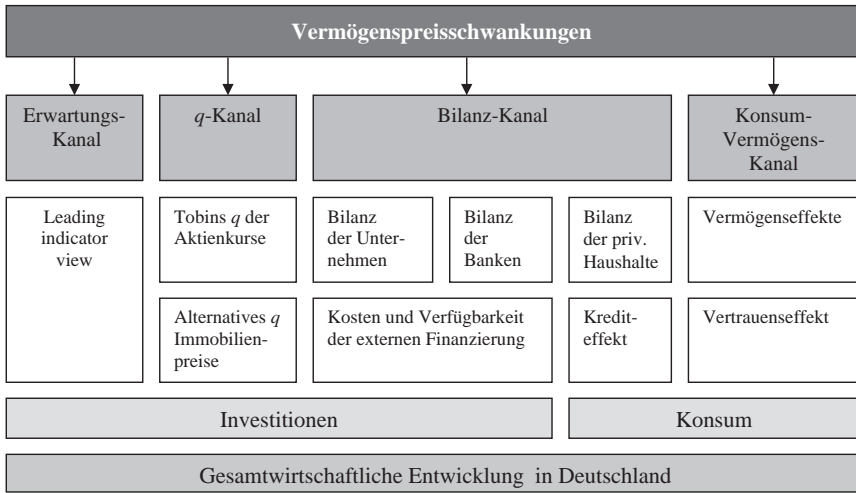 Vermögenspreisschwankungen
Erwartungs-
Kanal
q-Kanal
Bilanz-Kanal
Konsum-
Vermögens-
Kanal
Leading
indicator
view
Tobins q der
Aktienkurse
Bilanz
der Unter-
nehmen
Bilanz
der
Banken
Bilanz
der priv.
Haushalte
Vermögenseffekte
Alternatives q
Immobilien-
preise
Kosten und Verfügbarkeit
der externen Finanzierung
Kredit-
effekt
Vertrauenseffekt
Investitionen
Konsum
Gesamtwirtschaftliche Entwicklung in Deutschland